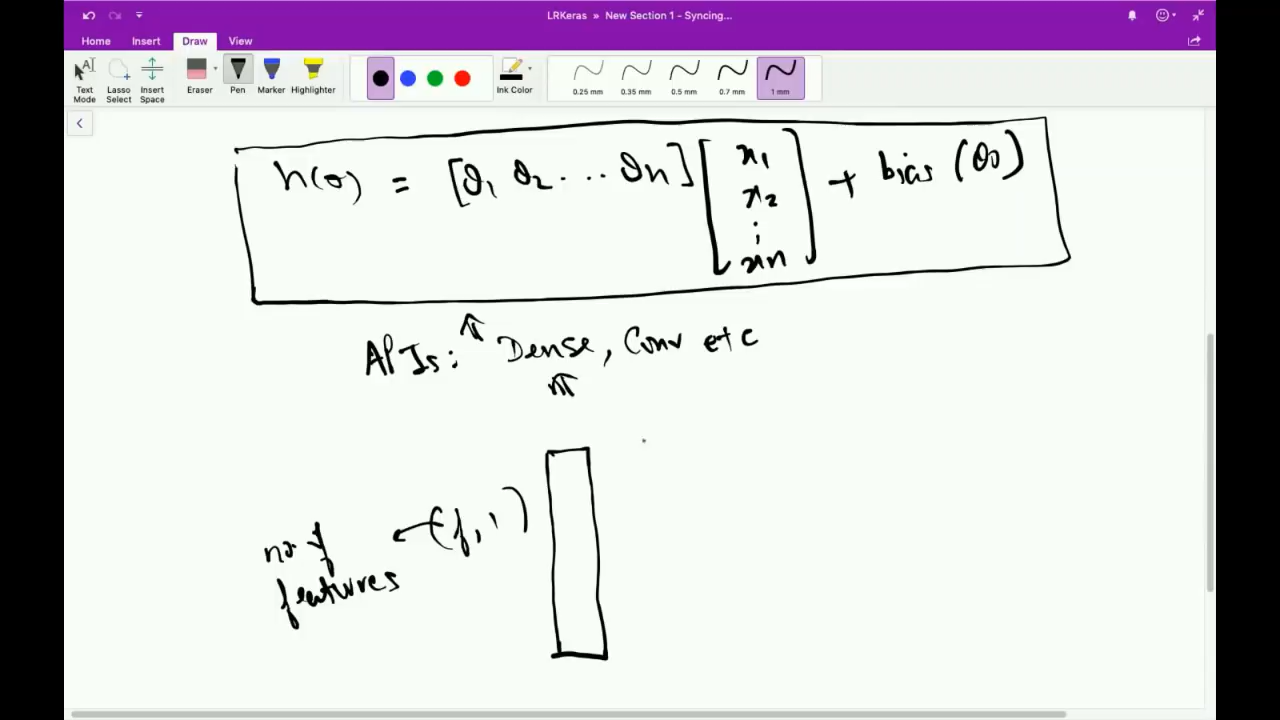 LRKeras » New Section 1 - Syncing...
Home Insert Draw View
Text Mode Lasso Select Insert Space Eraser Pen Marker Highlighter Ink Color 0.25 mm 0.35 mm 0.5 mm 0.7 mm 1 mm
h(θ) = [θ1 θ2 ... θn] [x1 x2 : xn] + bias (θ0)
APIs: Dense, Conv etc
no of features ← (f, 1)